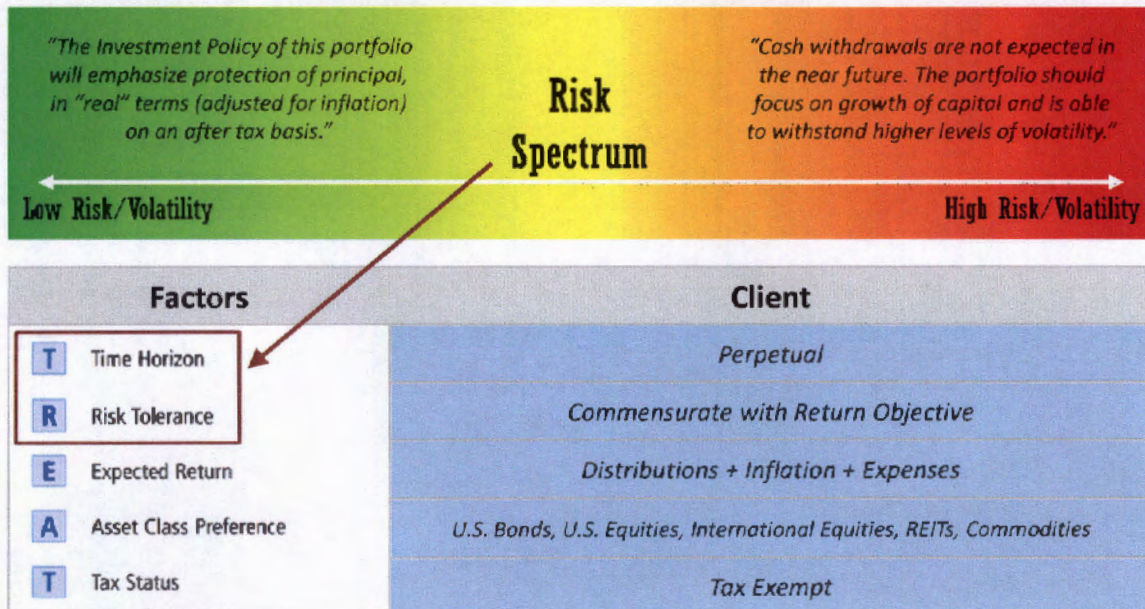 "The Investment Policy of this portfolio
will emphasize protection of principal,
in "real" terms (adjusted for inflation)
on an after tax basis."
Risk
Spectrum
"Cash withdrawals are not expected in
the near future. The portfolio should
focus on growth of capital and is able
to withstand higher levels of volatility."
Low Risk/Volatility
High Risk/Volatility
Factors
Client
T Time Horizon
Perpetual
R Risk Tolerance
Commensurate with Return Objective
E Expected Return
Distributions + Inflation + Expenses
A Asset Class Preference
U.S. Bonds, U.S. Equities, International Equities, REITs, Commodities
T Tax Status
Tax Exempt